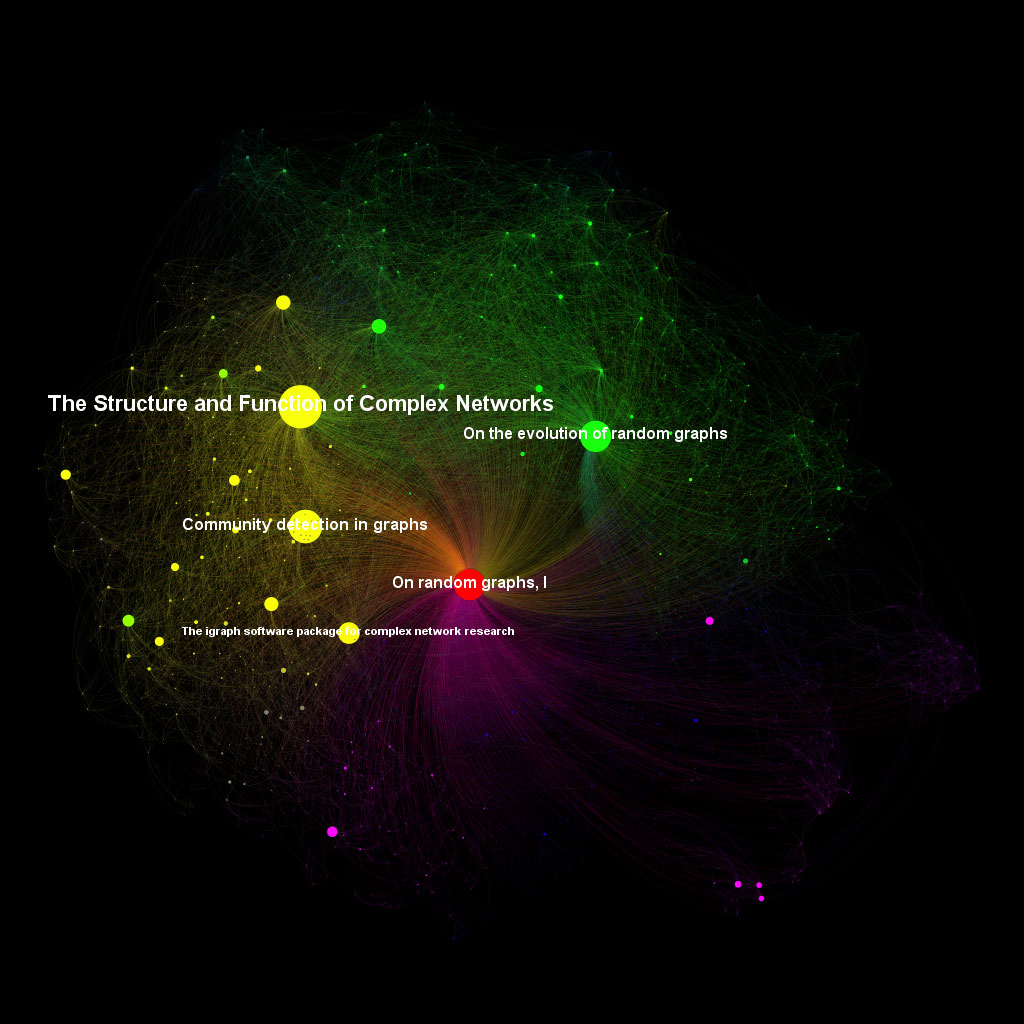 The Structure and Function of Complex Networks
On the evolution of random graphs
Community detection in graphs
On random graphs, I
The igraph software package for complex network research